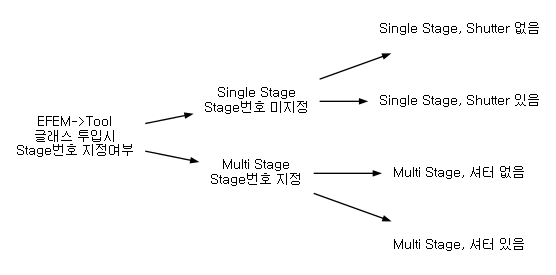 Single Stage, Shutter 없음
Single Stage
Stage번호 미지정
Single Stage, Shutter 있음
EFEM->Tool
글래스 투입시
Stage번호 지정여부
Multi Stage
Stage번호 지정
Multi Stage, 셔터 없음
Multi Stage, 셔터 있음